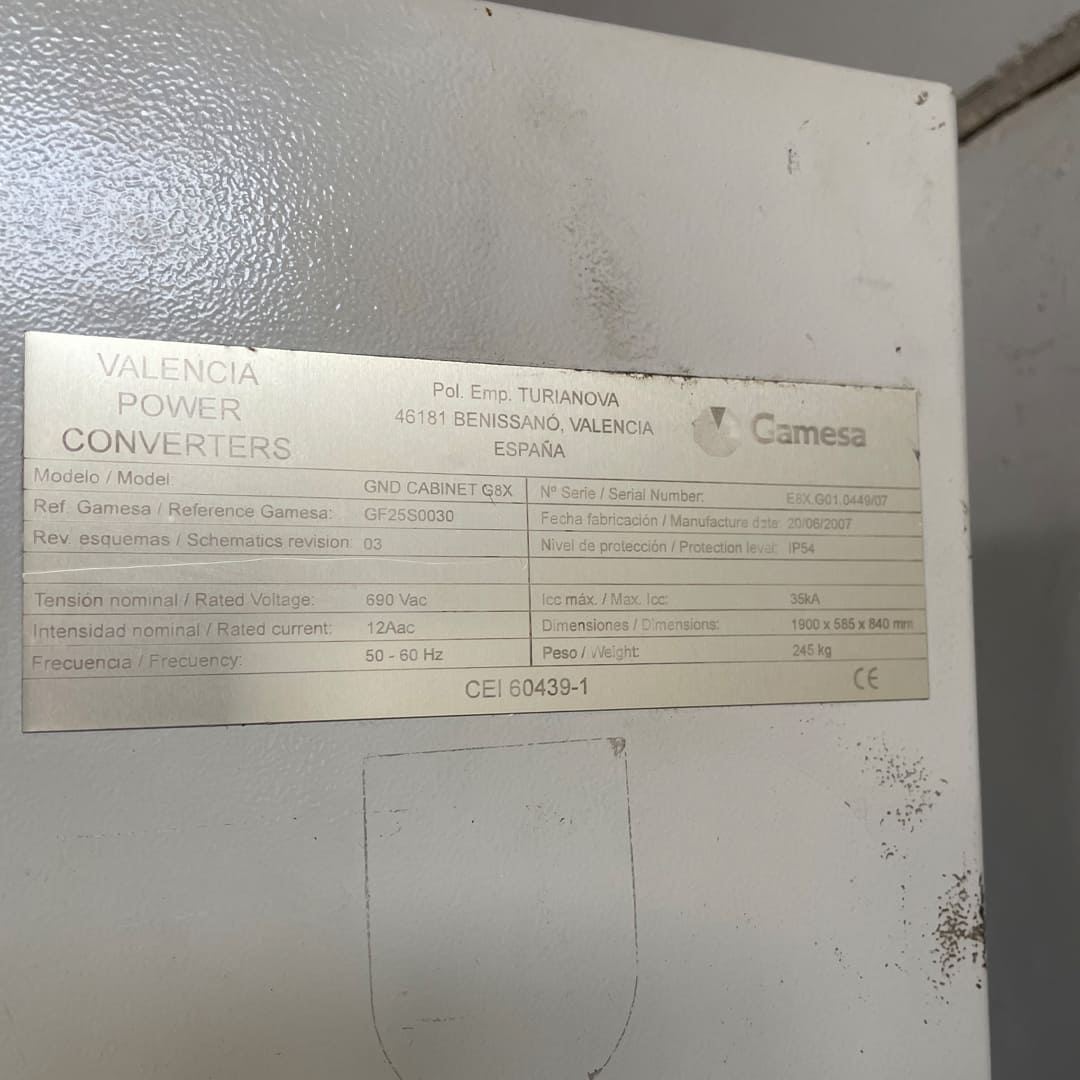 VALENCIA
POWER
CONVERTERS
Pol. Emp. TURIANOVA
46181 BENISSANÓ, VALENCIA
ESPAÑA
Gamesa
Modelo / Model GND CABINET G8X
Ref. Gamesa / Reference Gamesa: GF25S0030
Rev. esquemas / Schematics revision: 03
Tensión nominal / Rated Voltage: 690 Vac
Intensidad nominal / Rated current: 12Aac
Frecuencia / Frecuency: 50 - 60 Hz
Nº Serie / Serial Number: E8X.G01.0449/07
Fecha fabricación / Manufacture date: 20/06/2007
Nivel de protección / Protection level: IP54
Icc máx. / Max. Icc: 35kA
Dimensiones / Dimensions: 1900 x 585 x 840 mm
Peso / Weight: 245 kg
CEI 60439-1
CE